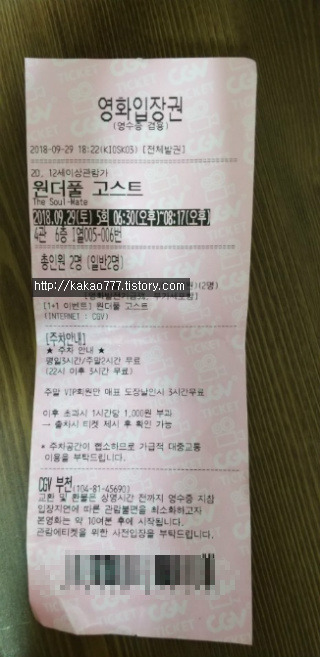 영화입장권
(영수증 겸용)
2018-09-29 18:22(KIOSK03) [전체발권]
2D, 12세이상관람가
원더풀 고스트
The Soul-Mate
2018.09.29(토) 5회 06:30(오후)~08:17(오후)
4관 6층 I열005-006번
총인원 2명 (일반2명)
http://kakao777.tistory.com
(2명)
[1+1 이벤트] 원더풀 고스트
(INTERNET : CGV)
[주차안내]
★ 주차 안내 ★
평일3시간/주말2시간 무료
(22시 이후 3시간 무료)
주말 VIP회원만 매표 도장날인시 3시간무료
이후 초과시 1시간당 1,000원 부과
→ 출차시 티켓 제시 후 확인 가능
* 주차공간이 협소하므로 가급적 대중교통
이용을 부탁드립니다.
CGV 부천(104-81-45690)
교환 및 환불은 상영시간 전까지 영수증 지참
입장지연에 따른 관람불편을 최소화하고자
본영화는 약 10여분 후에 시작됩니다.
관람에티켓을 위한 사전입장을 부탁드립니다.